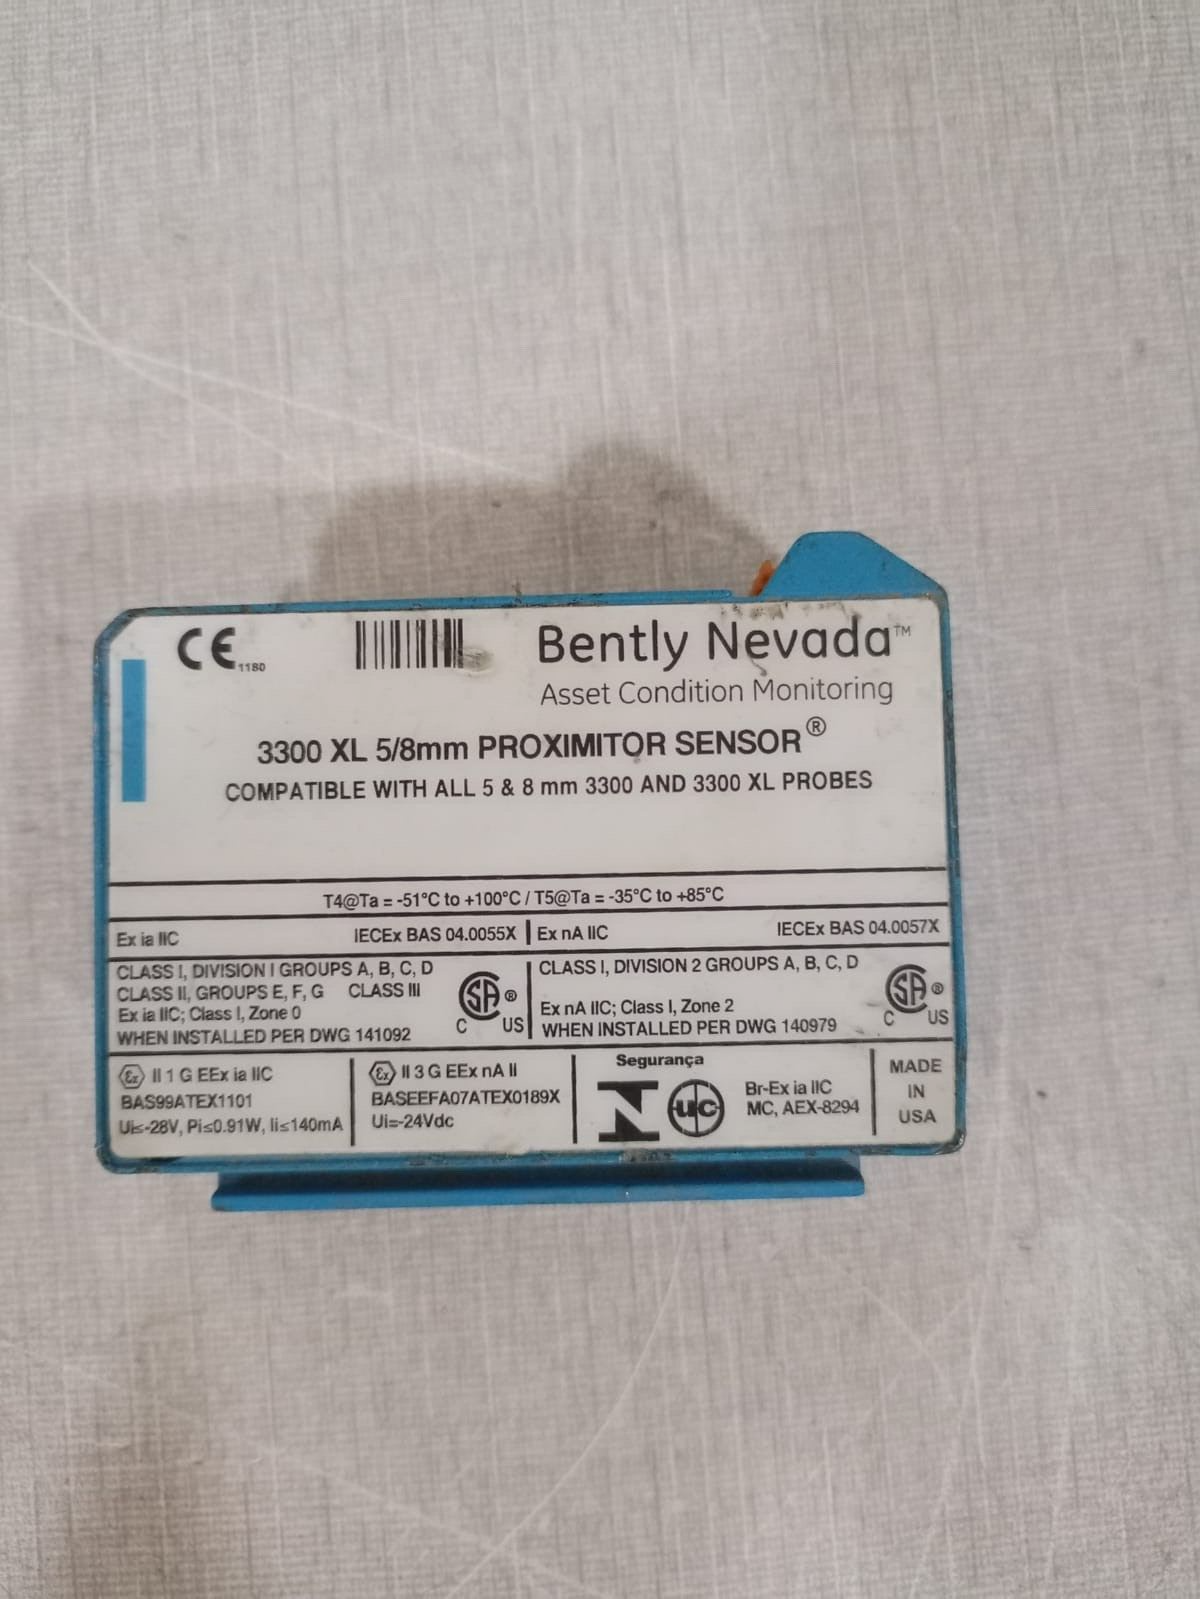 CE 1180
Bently Nevada™
Asset Condition Monitoring
3300 XL 5/8mm PROXIMITOR SENSOR®
COMPATIBLE WITH ALL 5 & 8 mm 3300 AND 3300 XL PROBES
T4@Ta = -51°C to +100°C / T5@Ta = -35°C to +85°C
Ex ia IIC IECEx BAS 04.0055X
Ex nA IIC IECEx BAS 04.0057X
CLASS I, DIVISION I GROUPS A, B, C, D
CLASS II, GROUPS E, F, G CLASS III
Ex ia IIC; Class I, Zone 0
WHEN INSTALLED PER DWG 141092
C SA ® US
CLASS I, DIVISION 2 GROUPS A, B, C, D
Ex nA IIC; Class I, Zone 2
WHEN INSTALLED PER DWG 140979
C SA ® US
Ex II 1 G EEx ia IIC
BAS99ATEX1101
Ui≤-28V, Pi≤0.91W, Ii≤140mA
Ex II 3 G EEx nA II
BASEEFA07ATEX0189X
Ui=-24Vdc
Segurança
UC
Br-Ex ia IIC
MC, AEX-8294
MADE
IN
USA